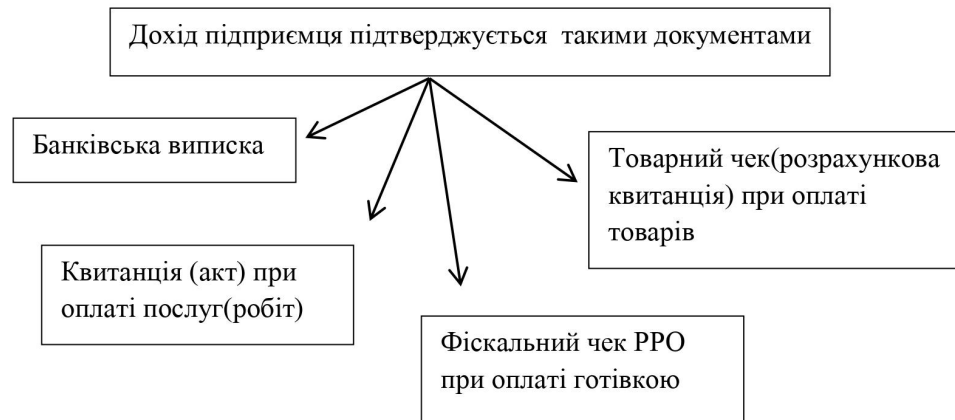 Дохід підприємця підтверджується такими документами
Банківська виписка
Товарний чек(розрахункова
квитанція) при оплаті
товарів
Квитанція (акт) при
оплаті послуг(робіт)
Фіскальний чек РРО
при оплаті готівкою